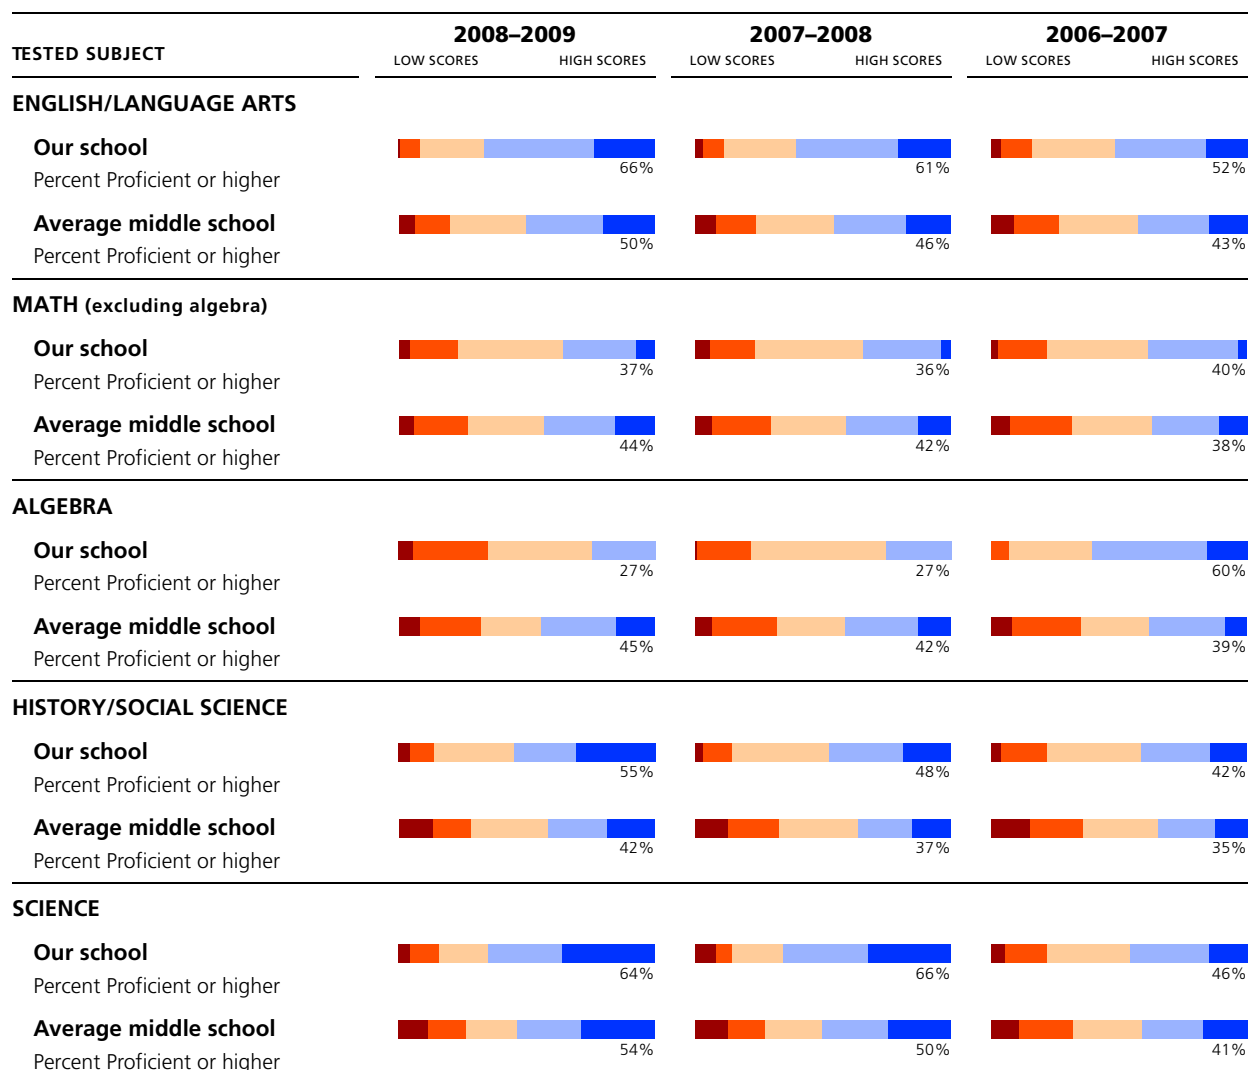 2008–2009 2007–2008 2006–2007
TESTED SUBJECT LOW SCORES HIGH SCORES LOW SCORES HIGH SCORES LOW SCORES HIGH SCORES
ENGLISH/LANGUAGE ARTS
Our school
Percent Proficient or higher 66% 61% 52%
Average middle school
Percent Proficient or higher 50% 46% 43%
MATH (excluding algebra)
Our school
Percent Proficient or higher 37% 36% 40%
Average middle school
Percent Proficient or higher 44% 42% 38%
ALGEBRA
Our school
Percent Proficient or higher 27% 27% 60%
Average middle school
Percent Proficient or higher 45% 42% 39%
HISTORY/SOCIAL SCIENCE
Our school
Percent Proficient or higher 55% 48% 42%
Average middle school
Percent Proficient or higher 42% 37% 35%
SCIENCE
Our school
Percent Proficient or higher 64% 66% 46%
Average middle school
Percent Proficient or higher 54% 50% 41%